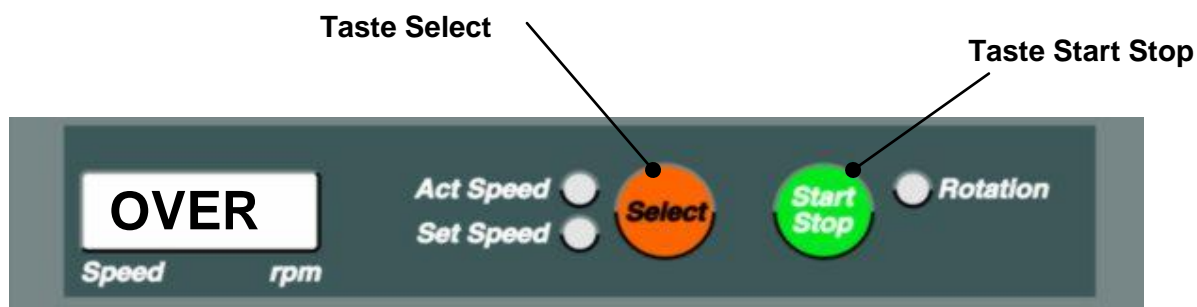 Taste Select
Taste Start Stop
OVER
Speed rpm
Act Speed
Set Speed
Select
Start
Stop
Rotation